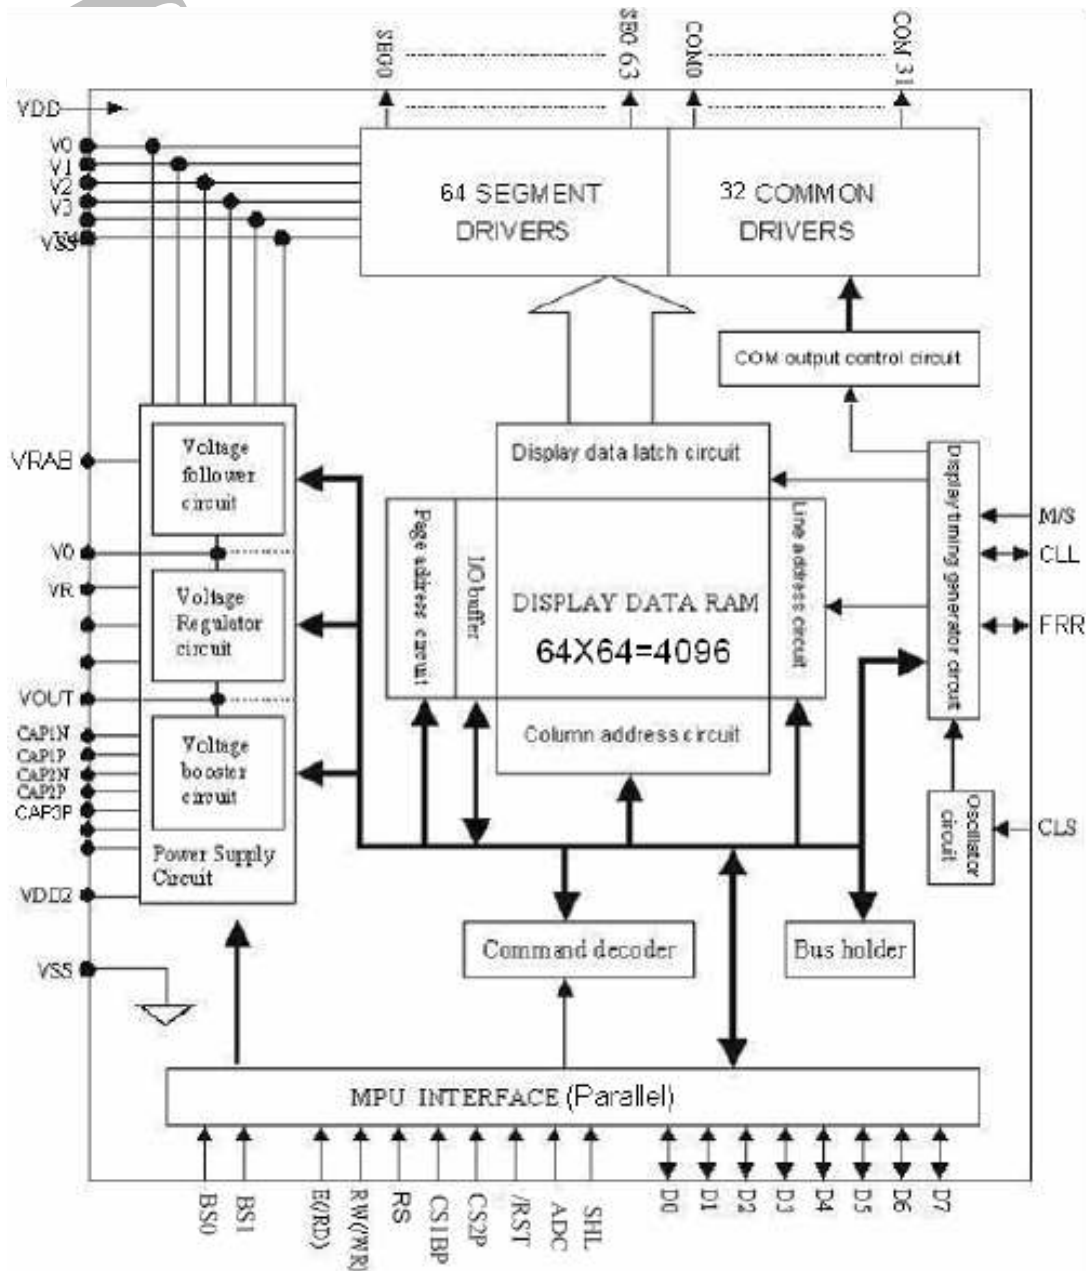 SEG0
SEG 63
COM0
COM 31
VDD
V0
V1
V2
V3
VSS
64 SEGMENT
DRIVERS
32 COMMON
DRIVERS
COM output control circuit
Voltage
follower
circuit
VRAB
V0
VR
Voltage
Regulator
circuit
VOUT
CAP1N
CAP1P
CAP2N
CAP2P
CAP3P
Voltage
booster
circuit
Power Supply
Circuit
VDD2
VSS
Display data latch circuit
Page address circuit
I/O buffer
DISPLAY DATA RAM
64X64=4096
Line address circuit
Column address circuit
Display timing generator circuit
M/S
CLL
FRR
Oscillator
circuit
CLS
Command decoder
Bus holder
MPU INTERFACE (Parallel)
BS0
BS1
E(/RD)
RW(/WR)
RS
CS1BP
CS2P
/RST
ADC
SHL
D0
D1
D2
D3
D4
D5
D6
D7